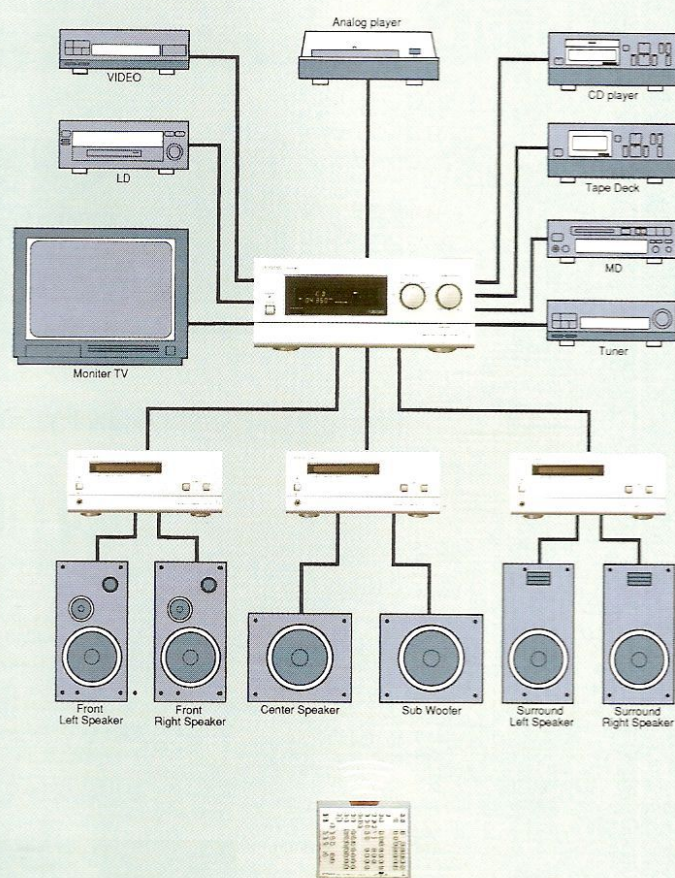 Analog player
VIDEO
CD player
LD
Tape Deck
MD
Moniter TV
Tuner
Front
Left Speaker
Front
Right Speaker
Center Speaker
Sub Woofer
Surround
Left Speaker
Surround
Right Speaker